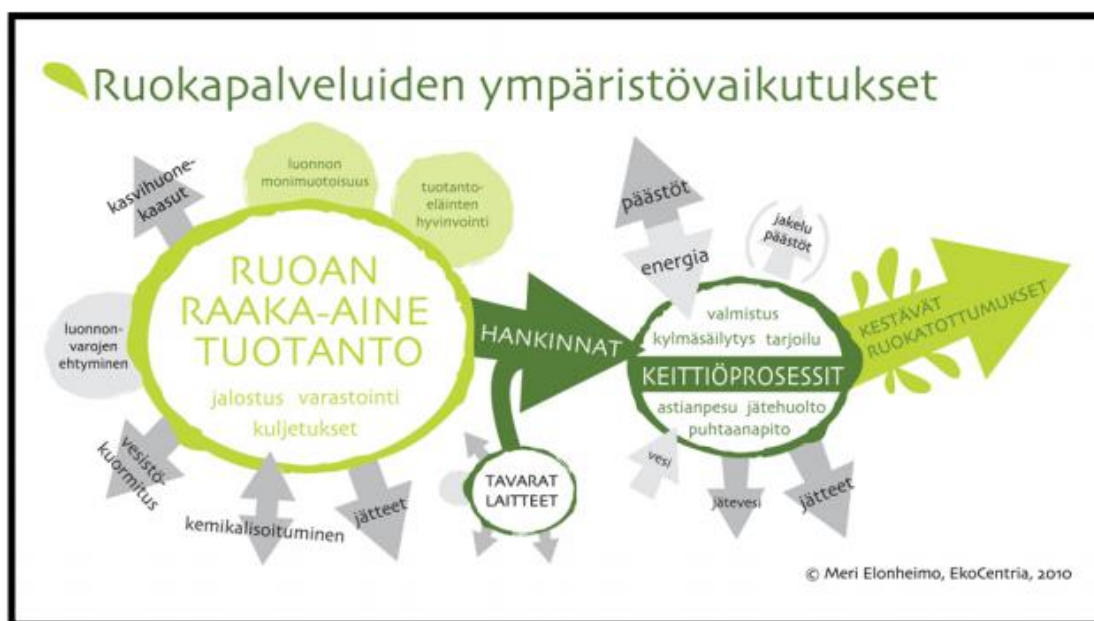 Ruokapalveluiden ympäristövaikutukset
kasvihuone-
kaasut
luonnon
monimuotoisuus
tuotanto-
eläinten
hyvinvointi
luonnon-
varojen
ehtyminen
RUOAN
RAAKA-AINE
TUOTANTO
jalostus varastointi
kuljetukset
vesistö-
kuormitus
kemikalisoituminen
jätteet
HANKINNAT
TAVARAT
LAITTEET
päästöt
energia
jakelu
päästöt
valmistus
kylmäsäilytys tarjoilu
KEITTIÖPROSESSIT
astianpesu jätehuolto
puhtaanapito
vesi
jätevesi
jätteet
KESTÄVÄT
RUOKATOTTUMUKSET
© Meri Elonheimo, EkoCentria, 2010